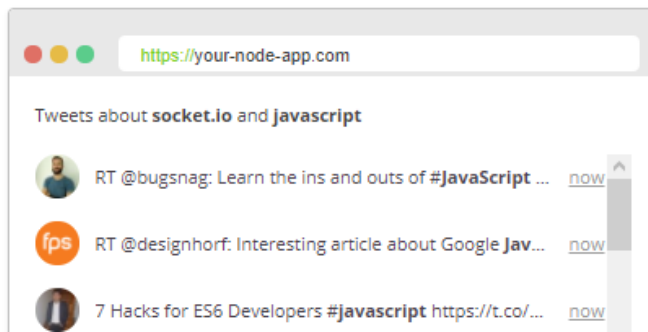 https://your-node-app.com
Tweets about socket.io and javascript
RT @bugsnag: Learn the ins and outs of #JavaScript ... now
fps RT @designhorf: Interesting article about Google Jav... now
7 Hacks for ES6 Developers #javascript https://t.co/... now